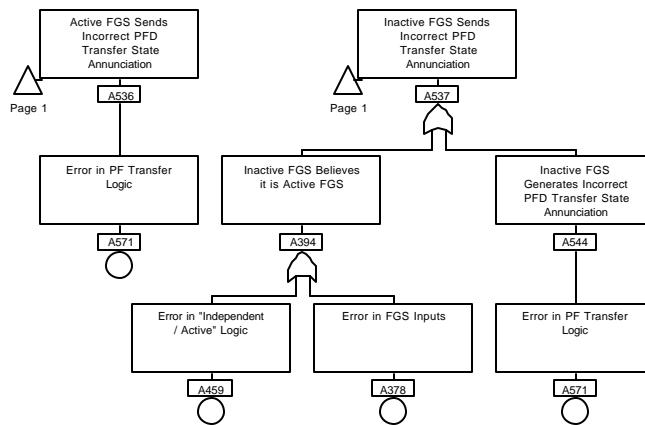 Active FGS Sends
Incorrect PFD
Transfer State
Annunciation
Page 1
A536
Inactive FGS Sends
Incorrect PFD
Transfer State
Annunciation
Page 1
A537
Error in PF Transfer
Logic
A571
Inactive FGS Believes
it is Active FGS
A394
Inactive FGS
Generates Incorrect
PFD Transfer State
Annunciation
A544
Error in "Independent
/ Active" Logic
A459
Error in FGS Inputs
A378
Error in PF Transfer
Logic
A571